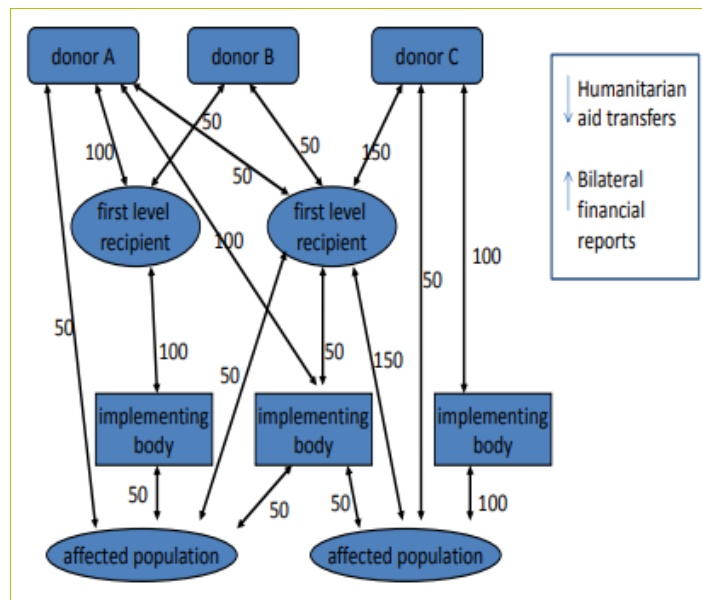 donor A
donor B
donor C
Humanitarian
aid transfers
Bilateral
financial
reports
50
100
50
50
150
first level
recipient
first level
recipient
100
100
50
50
100
50
50
150
implementing
body
implementing
body
implementing
body
50
50
50
100
affected population
affected population